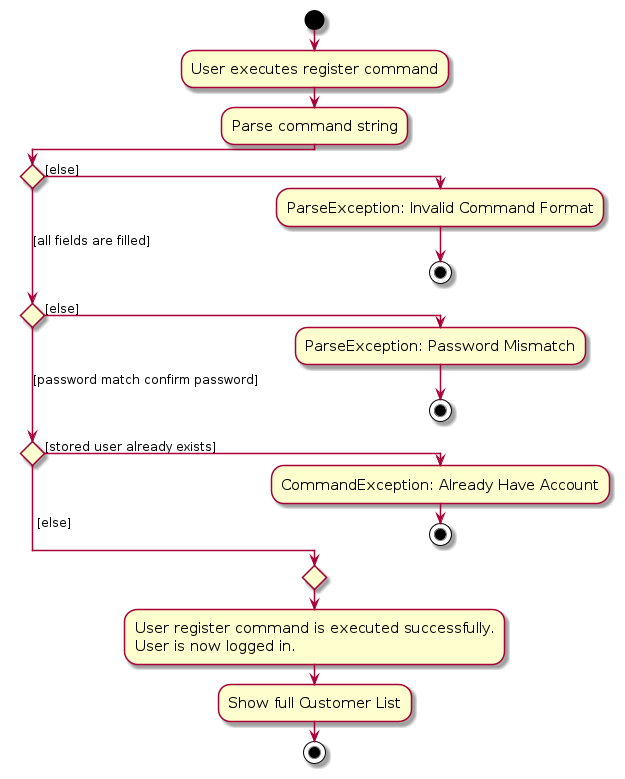 User executes register command
Parse command string
[else]
ParseException: Invalid Command Format
[all fields are filled]
[else]
ParseException: Password Mismatch
[password match confirm password]
[stored user already exists]
CommandException: Already Have Account
[else]
User register command is executed successfully.
User is now logged in.
Show full Customer List